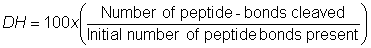 DH = 100x(Number of peptide - bonds cleaved / Initial number of peptide bonds present)